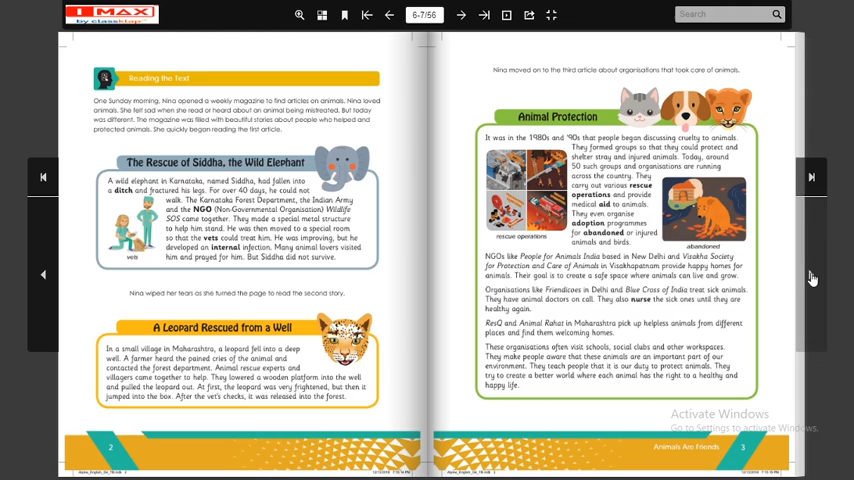 IMAX
by classklap
6-7/56
Search
Reading the Text
One Sunday morning, Nina opened a weekly magazine to find articles on animals. Nina loved
animals. She felt sad when she read or heard about an animal being mistreated. But today
was different. The magazine was filled with beautiful stories about people who helped and
protected animals. She quickly began reading the first article.
The Rescue of Siddha, the Wild Elephant
A wild elephant in Karnataka, named Siddha, had fallen into
a ditch and fractured his legs. For over 40 days, he could not
walk. The Karnataka Forest Department, the Indian Army
and the NGO (Non-Governmental Organisation) Wildlife
SOS came together. They made a special metal structure
to help him stand. He was then moved to a special room
so that the vets could treat him. He was improving, but he
developed an internal infection. Many animal lovers visited
him and prayed for him. But Siddha did not survive.
vets
Nina wiped her tears as she turned the page to read the second story.
A Leopard Rescued from a Well
In a small village in Maharashtra, a leopard fell into a deep
well. A farmer heard the pained cries of the animal and
contacted the forest department. Animal rescue experts and
villagers came together to help. They lowered a wooden platform into the well
and pulled the leopard out. At first, the leopard was very frightened, but then it
jumped into the box. After the vet's checks, it was released into the forest.
2
Nina moved on to the third article about organisations that took care of animals.
Animal Protection
It was in the 1980s and '90s that people began discussing cruelty to animals.
They formed groups so that they could protect and
shelter stray and injured animals. Today, around
50 such groups and organisations are running
across the country. They
carry out various rescue
operations and provide
medical aid to animals.
They even organise
adoption programmes
for abandoned or injured
animals and birds.
rescue operations
abandoned
NGOs like People for Animals India based in New Delhi and Visakha Society
for Protection and Care of Animals in Visakhapatnam provide happy homes for
animals. Their goal is to create a safe space where animals can live and grow.
Organisations like Friendicoes in Delhi and Blue Cross of India treat sick animals.
They have animal doctors on call. They also nurse the sick ones until they are
healthy again.
ResQ and Animal Rahat in Maharashtra pick up helpless animals from different
places and find them welcoming homes.
These organisations often visit schools, social clubs and other workspaces.
They make people aware that these animals are an important part of our
environment. They teach people that it is our duty to protect animals. They
try to create a better world where each animal has the right to a healthy and
happy life.
Activate Windows
Go to Settings to activate Windows.
Animals Are Friends
3